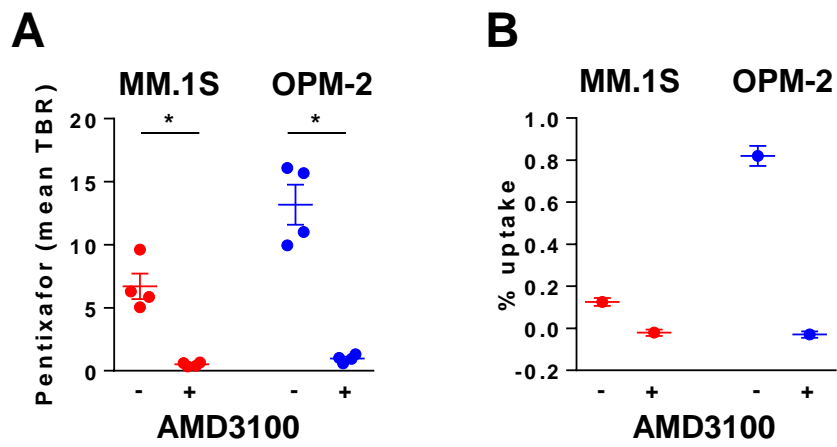 A
MM.1S OPM-2
Pentixafor (mean TBR)
20
15
10
5
0
* *
- + - +
AMD3100
B
MM.1S OPM-2
% uptake
1.0
0.8
0.6
0.4
0.2
0.0
-0.2
- + - +
AMD3100